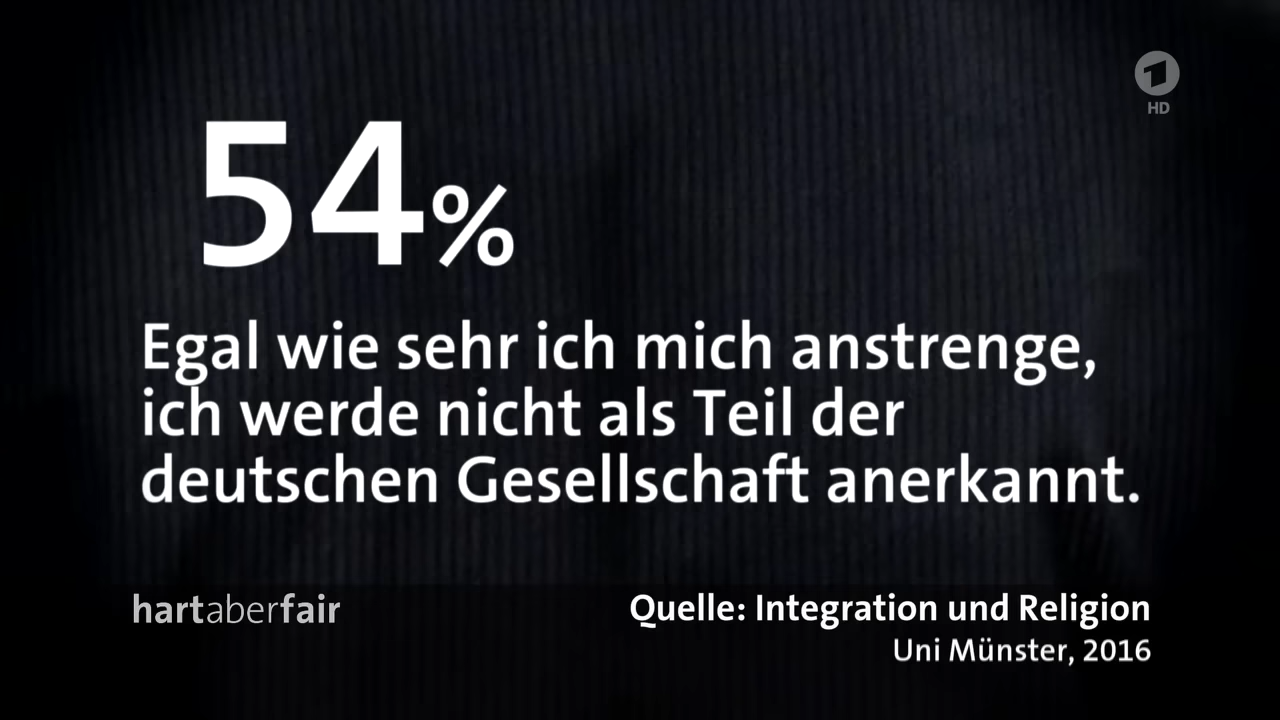 1
HD
54%
Egal wie sehr ich mich anstrenge,
ich werde nicht als Teil der
deutschen Gesellschaft anerkannt.
hartaberfair
Quelle: Integration und Religion
Uni Münster, 2016